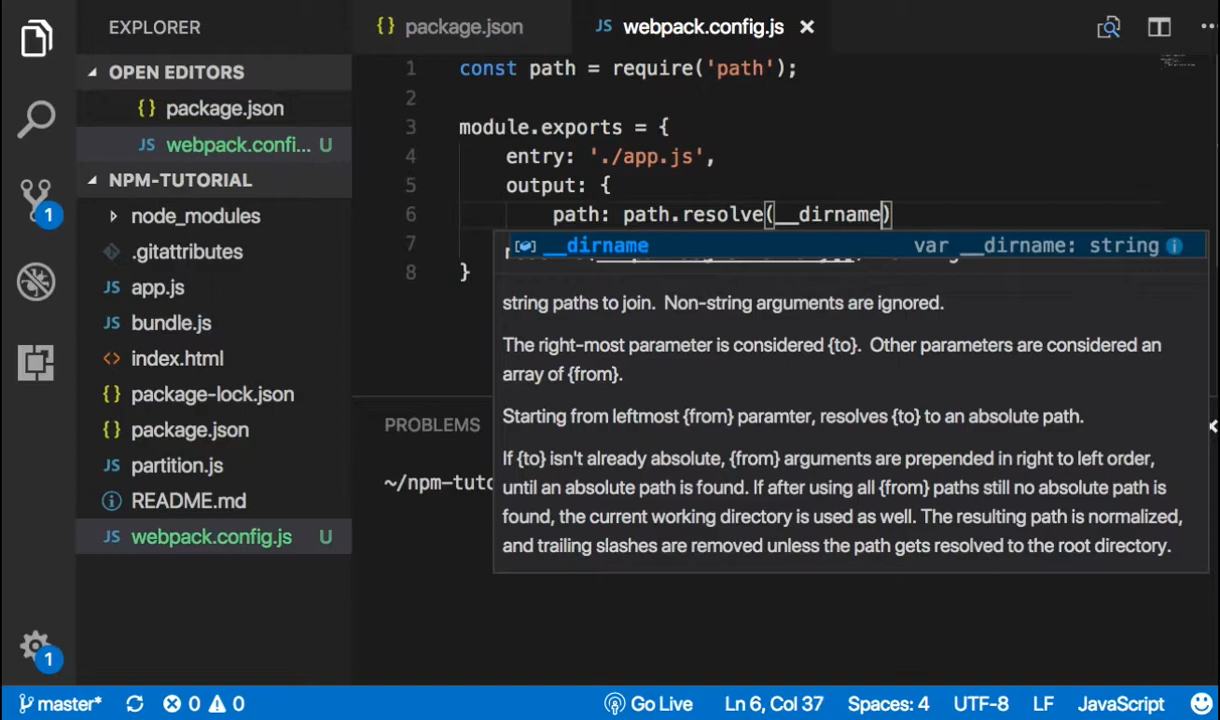 EXPLORER
{} package.json
JS webpack.config.js ×
OPEN EDITORS
{} package.json
JS webpack.confi... U
NPM-TUTORIAL
node_modules
.gitattributes
JS app.js
JS bundle.js
<> index.html
{} package-lock.json
{} package.json
JS partition.js
README.md
JS webpack.config.js U
1
1
1 const path = require('path');
2
3 module.exports = {
4 entry: './app.js',
5 output: {
6 path: path.resolve(__dirname)
7
8 }
__dirname var __dirname: string
string paths to join. Non-string arguments are ignored.
The right-most parameter is considered {to}. Other parameters are considered an
array of {from}.
Starting from leftmost {from} paramter, resolves {to} to an absolute path.
If {to} isn't already absolute, {from} arguments are prepended in right to left order,
until an absolute path is found. If after using all {from} paths still no absolute path is
found, the current working directory is used as well. The resulting path is normalized,
and trailing slashes are removed unless the path gets resolved to the root directory.
PROBLEMS
~/npm-tuto
master* 0 0 Go Live Ln 6, Col 37 Spaces: 4 UTF-8 LF JavaScript